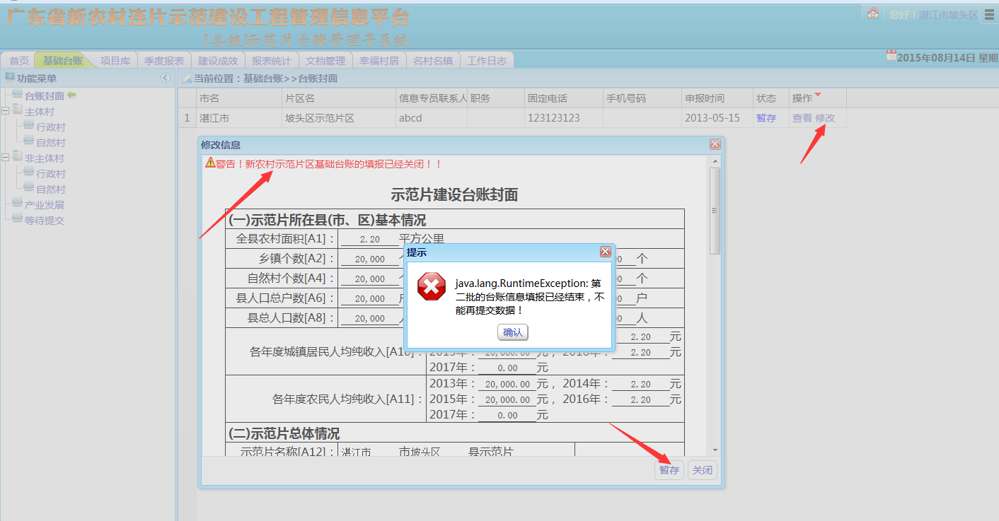 广东省新农村连片示范建设工程管理信息平台
[县级]示范片台账管理子系统
您好！湛江市坡头区
首页 基础台账 项目库 季度报表 建设成效 报表统计 文档管理 幸福村居 名村名镇 工作日志
2015年08月14日 星期
功能菜单
台账封面
主体村
行政村
自然村
非主体村
行政村
自然村
产业发展
等待提交
当前位置：基础台账>>台账封面
市名 片区名 信息专员联系人 职务 固定电话 手机号码 申报时间 状态 操作
1 湛江市 坡头区示范片区 abcd 123123123 2013-05-15 暂存 查看 修改
修改信息
警告！新农村示范片区基础台账的填报已经关闭！！
示范片建设台账封面
(一)示范片所在县(市、区)基本情况
全县农村面积[A1]： 2.20 平方公里
乡镇个数[A2]： 20,000 个
自然村个数[A4]： 20,000 个
县人口总户数[A6]： 20,000 户
县总人口数[A8]： 20,000 人
提示
java.lang.RuntimeException: 第
二批的台账信息填报已经结束，不
能再提交数据！
确认
2.20 元
各年度城镇居民人均纯收入[A10]： 2015年： 20,000.00 元， 2016年： 2.20 元
2017年： 0.00 元
2013年： 20,000.00 元， 2014年： 2.20 元
各年度农民人均纯收入[A11]： 2015年： 20,000.00 元， 2016年： 2.20 元
2017年： 0.00 元
(二)示范片总体情况
示范片名称[A12]： 湛江市 市坡头区 县示范片
暂存 关闭